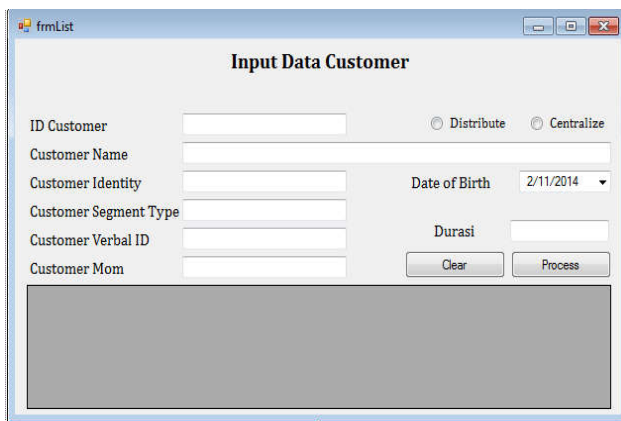 frmList
Input Data Customer
ID Customer
Distribute
Centralize
Customer Name
Customer Identity
Date of Birth
2/11/2014
Customer Segment Type
Customer Verbal ID
Durasi
Customer Mom
Clear
Process